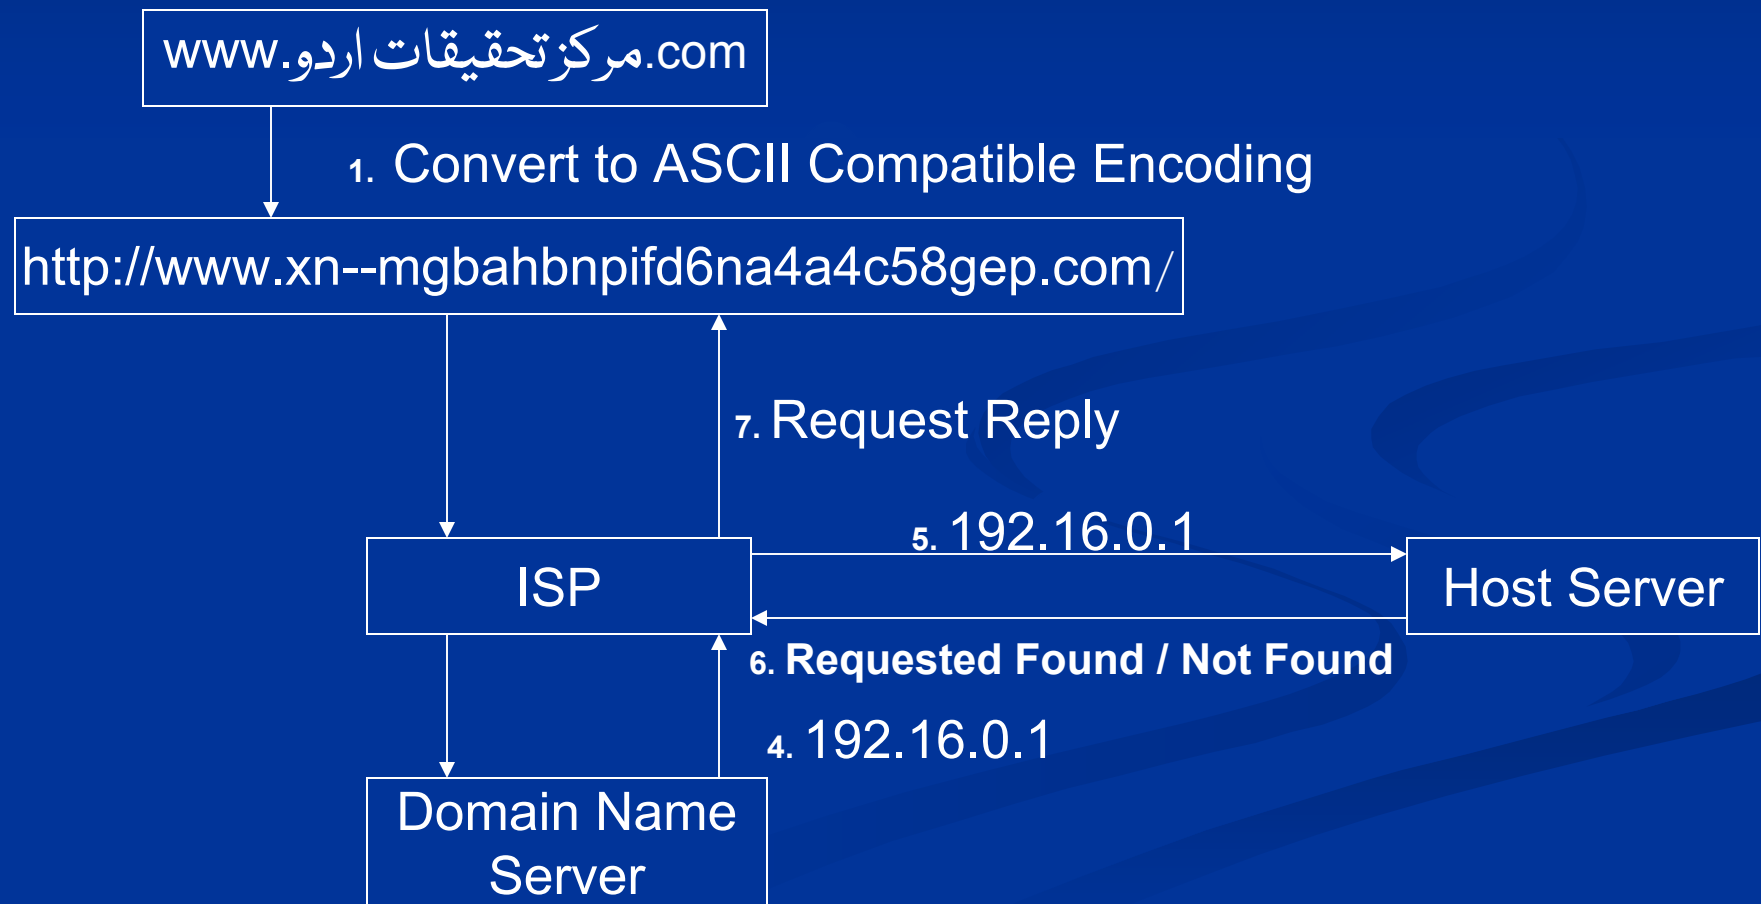 www.مرکز تحقیقات اردو.com
1. Convert to ASCII Compatible Encoding
http://www.xn--mgbahbnpifd6na4a4c58gep.com/
7. Request Reply
5. 192.16.0.1
ISP
Host Server
6. Requested Found / Not Found
4. 192.16.0.1
Domain Name
Server